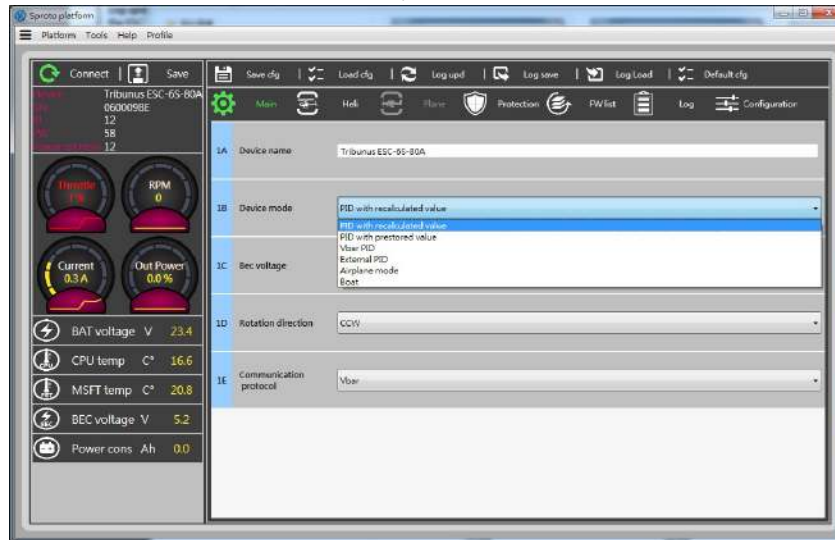 Sproto platform
Platform Tools Help Profile
Connect | Save
Save cfg | Load cfg | Log upd | Log save | Log Load | Default cfg
Tribunus ESC-6S-80A
060009BE
12
58
12
Main Heli Plane Protection FW list Log Configuration
Throttle
1 %
RPM
0
Current
0.3 A
Out Power
0.0 %
BAT voltage V 23.4
CPU temp C° 16.6
MSFT temp C° 20.8
BEC voltage V 5.2
Power cons Ah 0.0
1A Device name Tribunus ESC-6S-80A
1B Device mode PID with recalculated value
PID with recalculated value
PID with prestored value
Vbar PID
External PID
Airplane mode
Boat
1C Bec voltage
1D Rotation direction CCW
1E Communication protocol Vbar